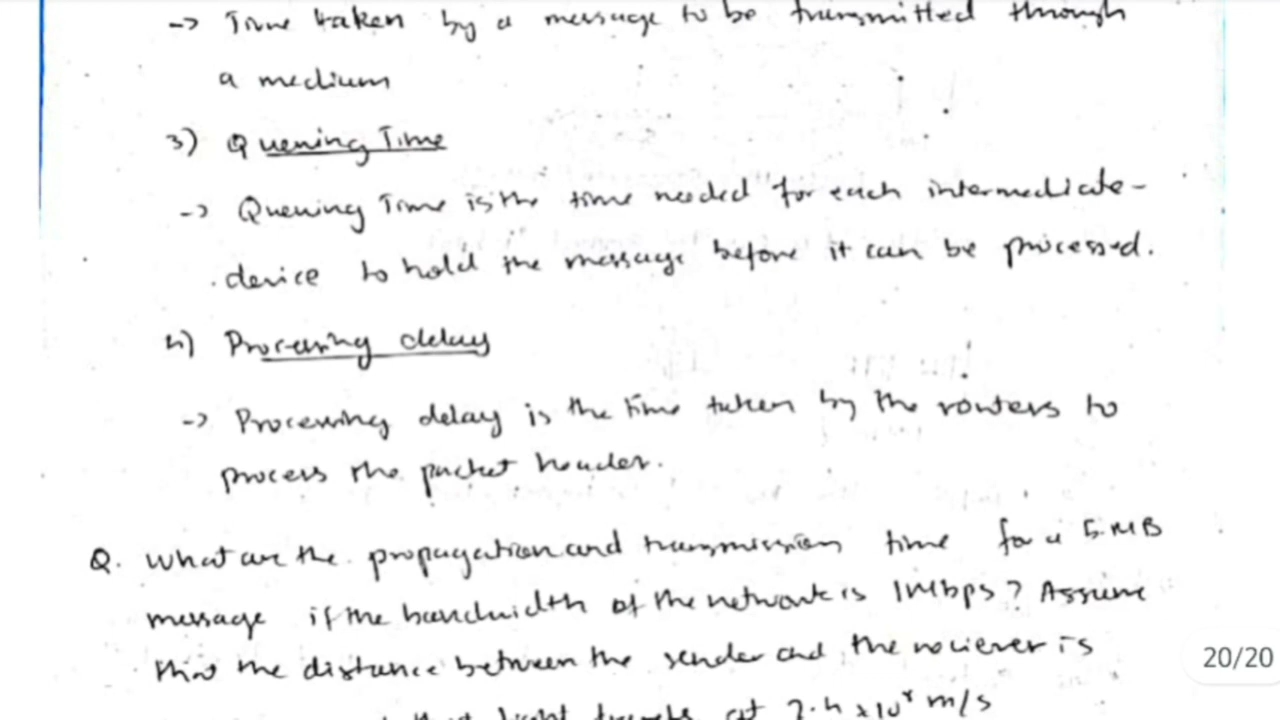 -> Time taken by a message to be transmitted through
a medium
3) Queuing Time
-> Queuing Time is the time needed for each intermediate-
device to hold the message before it can be processed.
4) Processing delay
-> Processing delay is the time taken by the routers to
process the packet header.
Q. What are the propagation and transmission time for a 5 MB
message if the bandwidth of the network is 1Mbps? Assume
that the distance between the sender and the reciever is
that light travels at 2.4 x 10⁸ m/s
20/20